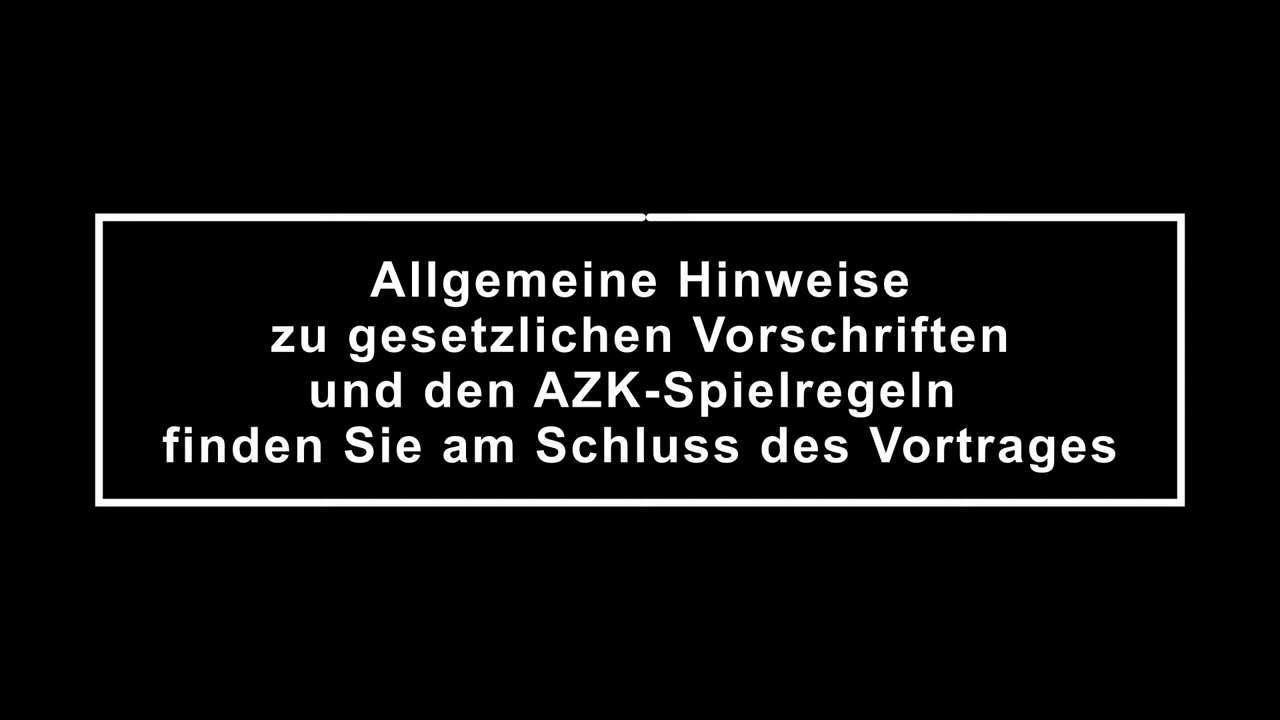 Allgemeine Hinweise
zu gesetzlichen Vorschriften
und den AZK-Spielregeln
finden Sie am Schluss des Vortrages